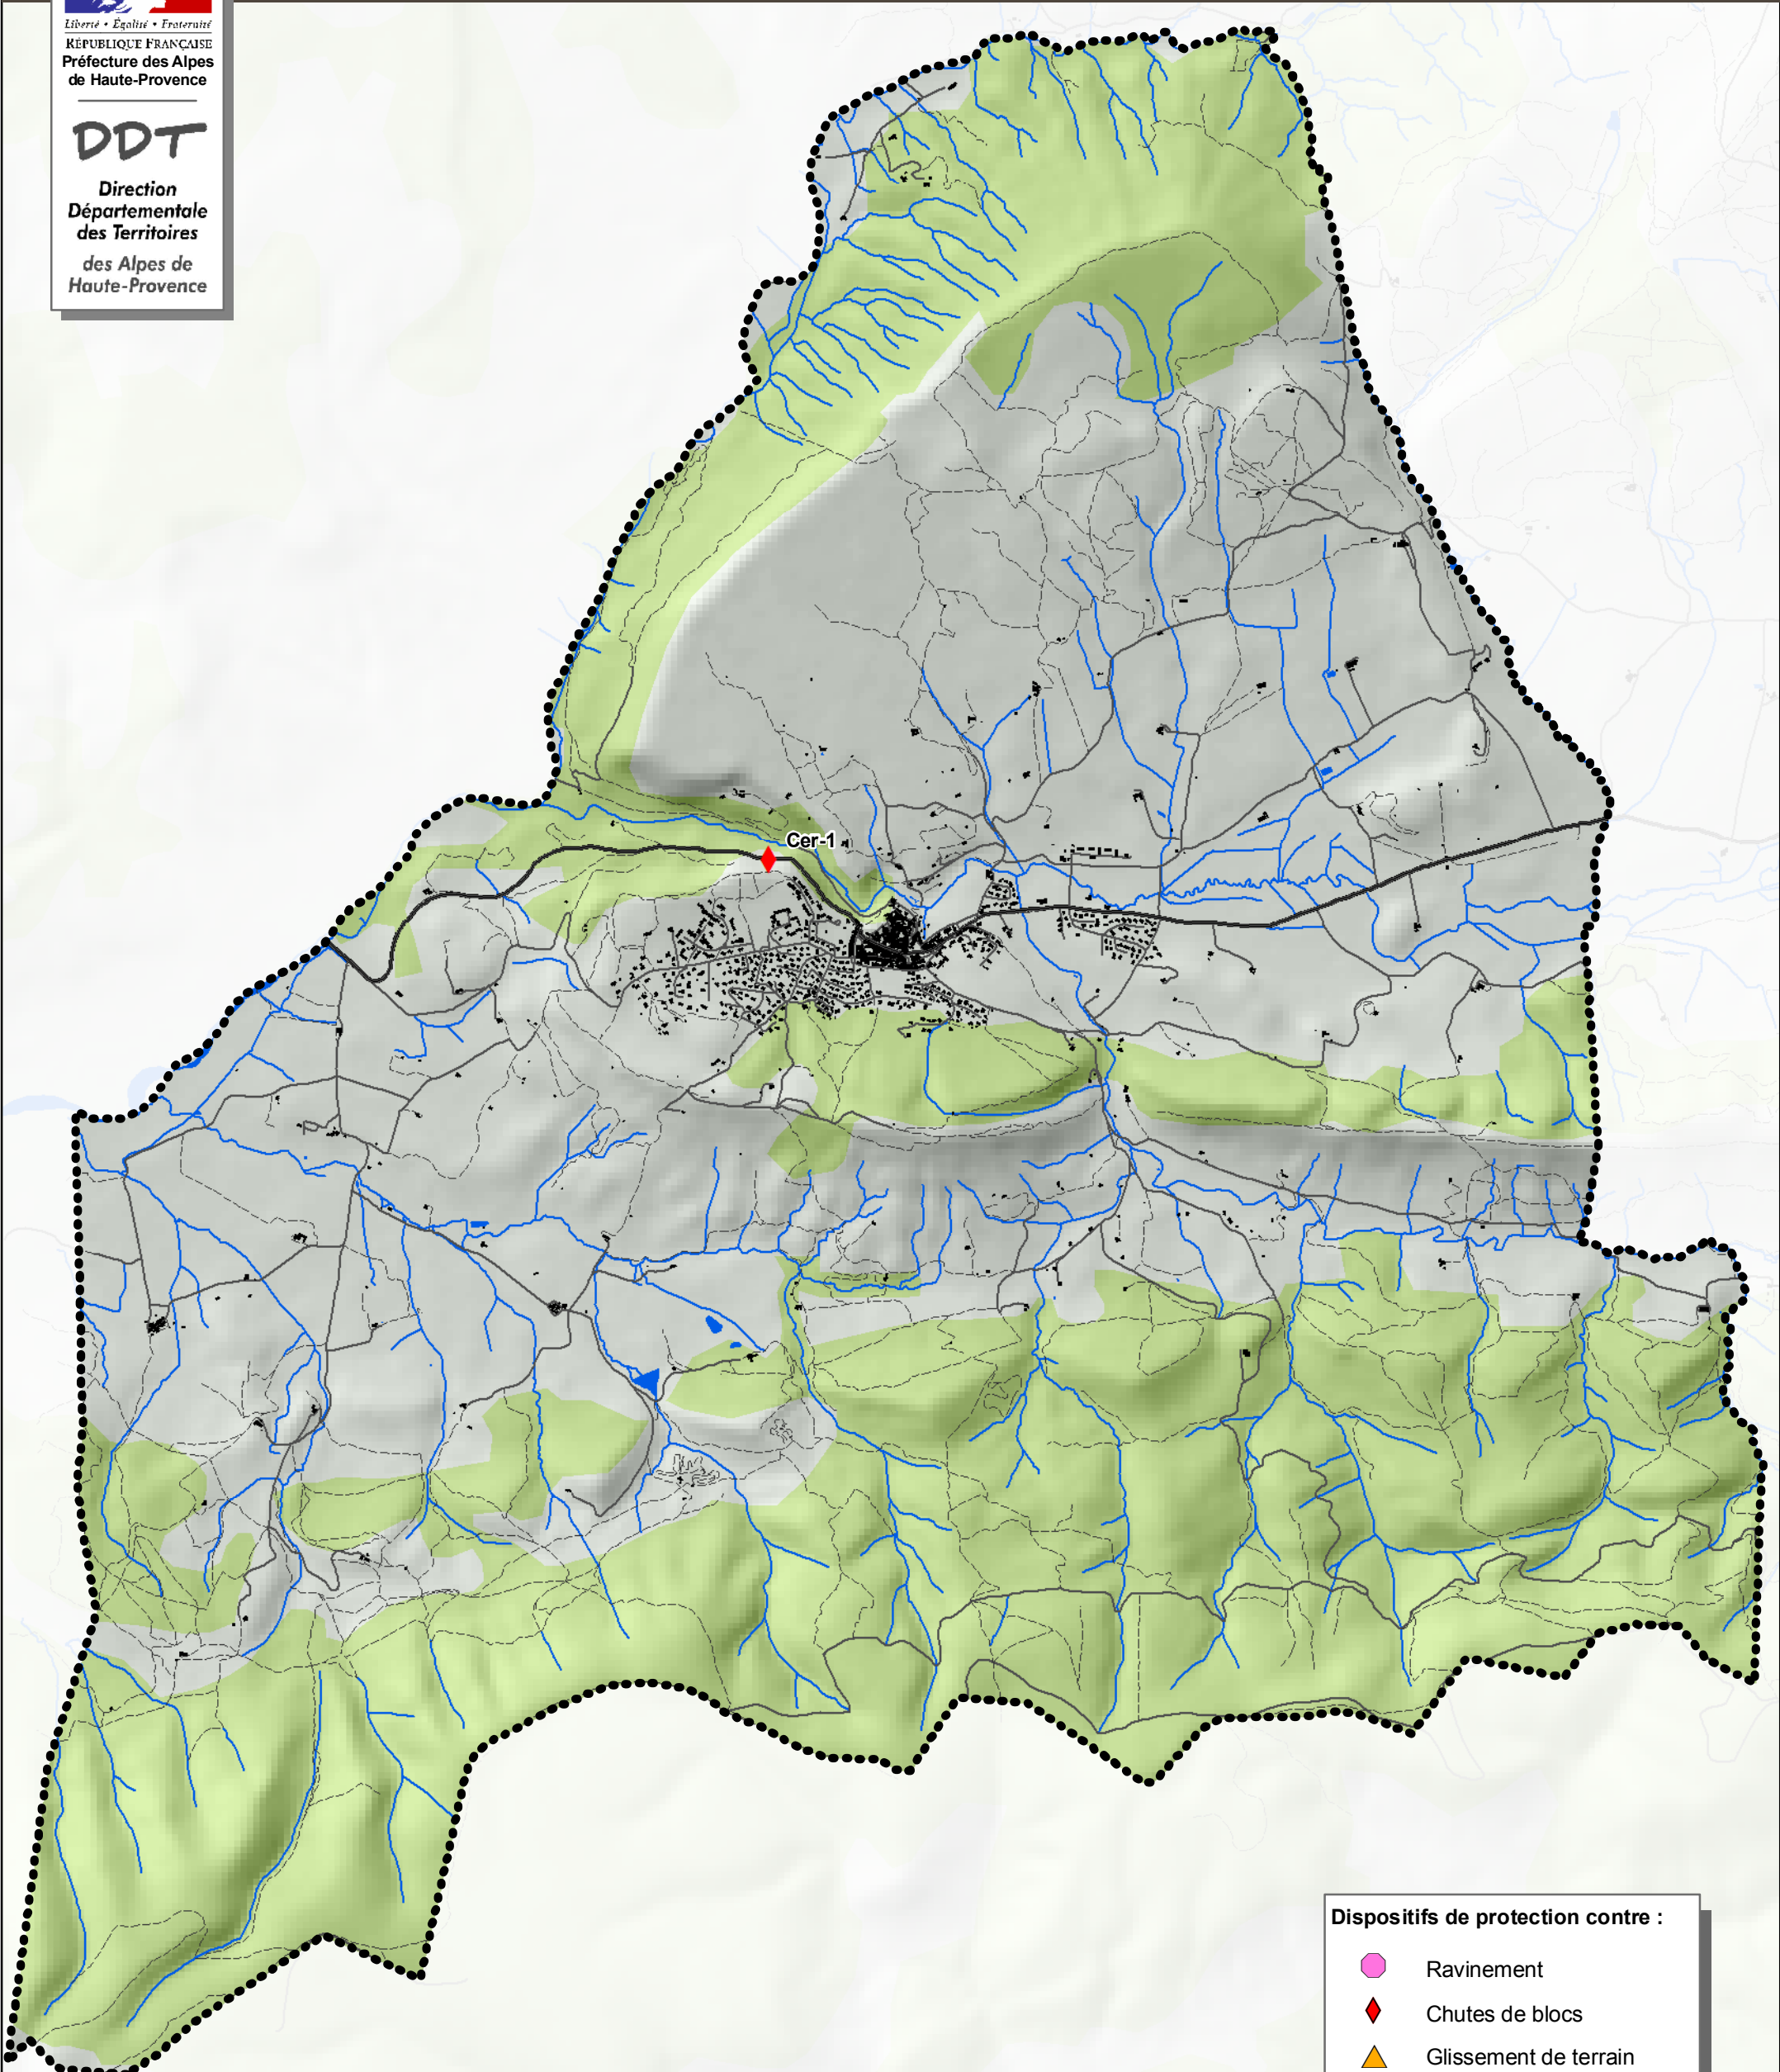 Liberté • Égalité • Fraternité
RÉPUBLIQUE FRANÇAISE
Préfecture des Alpes
de Haute-Provence
DDT
Direction
Départementale
des Territoires
des Alpes de
Haute-Provence
Cer-1
Dispositifs de protection contre :
Ravinement
Chutes de blocs
Glissement de terrain